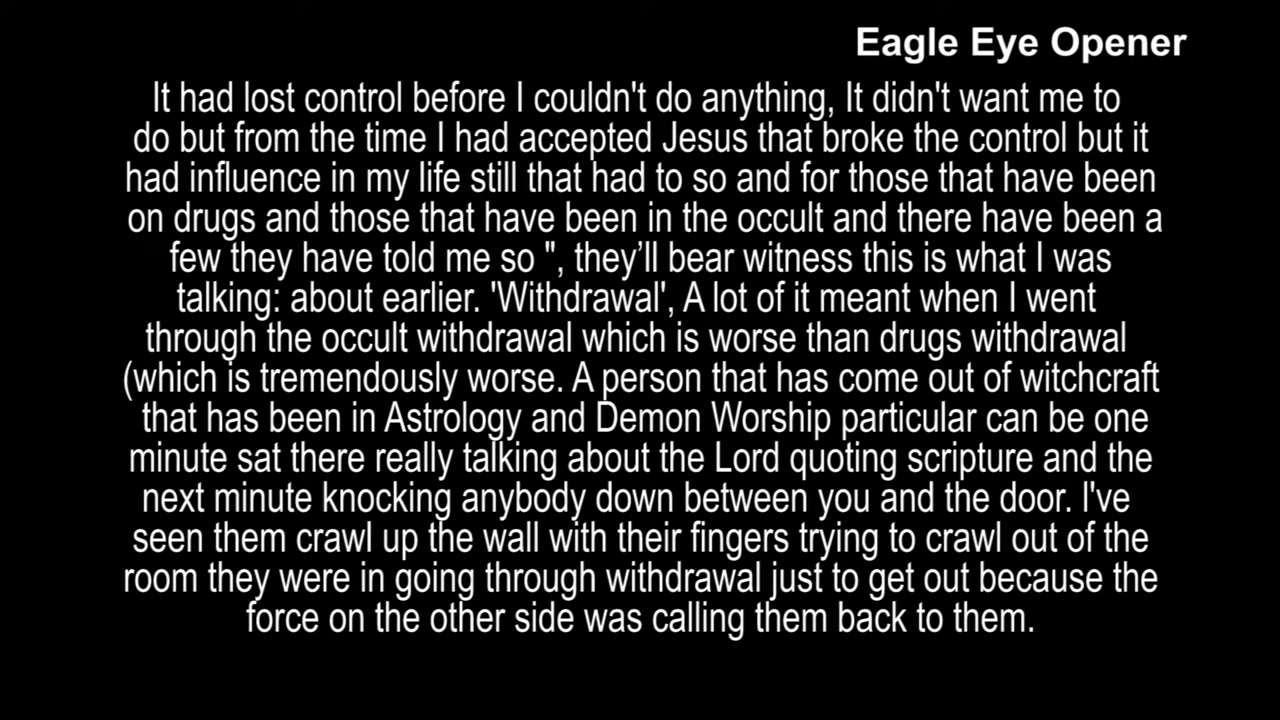 Eagle Eye Opener
It had lost control before I couldn't do anything, It didn't want me to
do but from the time I had accepted Jesus that broke the control but it
had influence in my life still that had to so and for those that have been
on drugs and those that have been in the occult and there have been a
few they have told me so ", they’ll bear witness this is what I was
talking: about earlier. 'Withdrawal', A lot of it meant when I went
through the occult withdrawal which is worse than drugs withdrawal
(which is tremendously worse. A person that has come out of witchcraft
that has been in Astrology and Demon Worship particular can be one
minute sat there really talking about the Lord quoting scripture and the
next minute knocking anybody down between you and the door. I've
seen them crawl up the wall with their fingers trying to crawl out of the
room they were in going through withdrawal just to get out because the
force on the other side was calling them back to them.